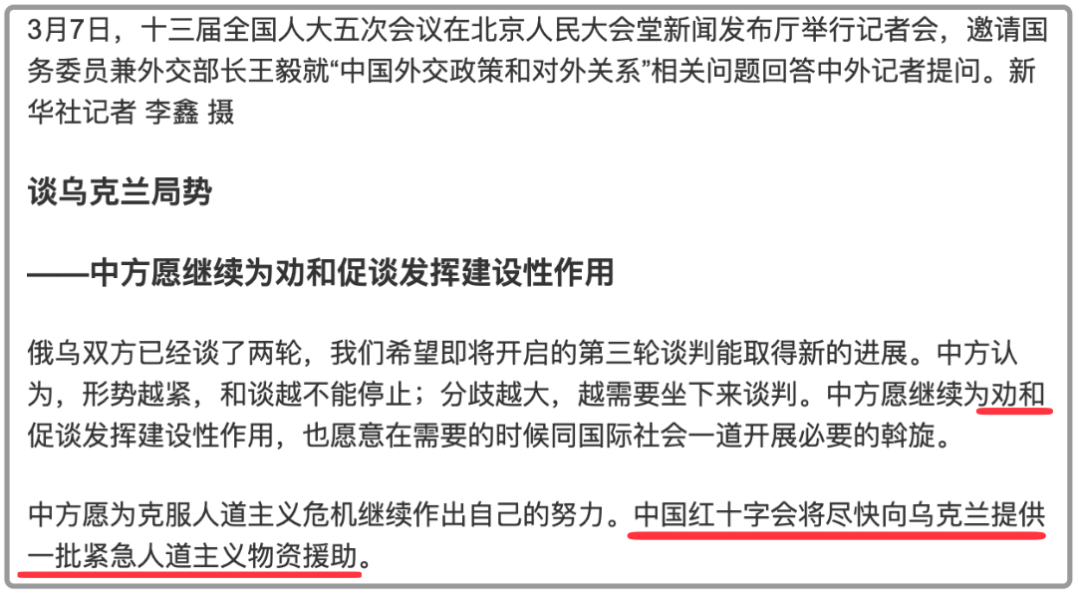 3月7日，十三届全国人大五次会议在北京人民大会堂新闻发布厅举行记者会，邀请国
务委员兼外交部长王毅就“中国外交政策和对外关系”相关问题回答中外记者提问。新
华社记者 李鑫 摄
谈乌克兰局势
——中方愿继续为劝和促谈发挥建设性作用
俄乌双方已经谈了两轮，我们希望即将开启的第三轮谈判能取得新的进展。中方认
为，形势越紧，和谈越不能停止；分歧越大，越需要坐下来谈判。中方愿继续为劝和
促谈发挥建设性作用，也愿意在需要的时候同国际社会一道开展必要的斡旋。
中方愿为克服人道主义危机继续作出自己的努力。中国红十字会将尽快向乌克兰提供
一批紧急人道主义物资援助。